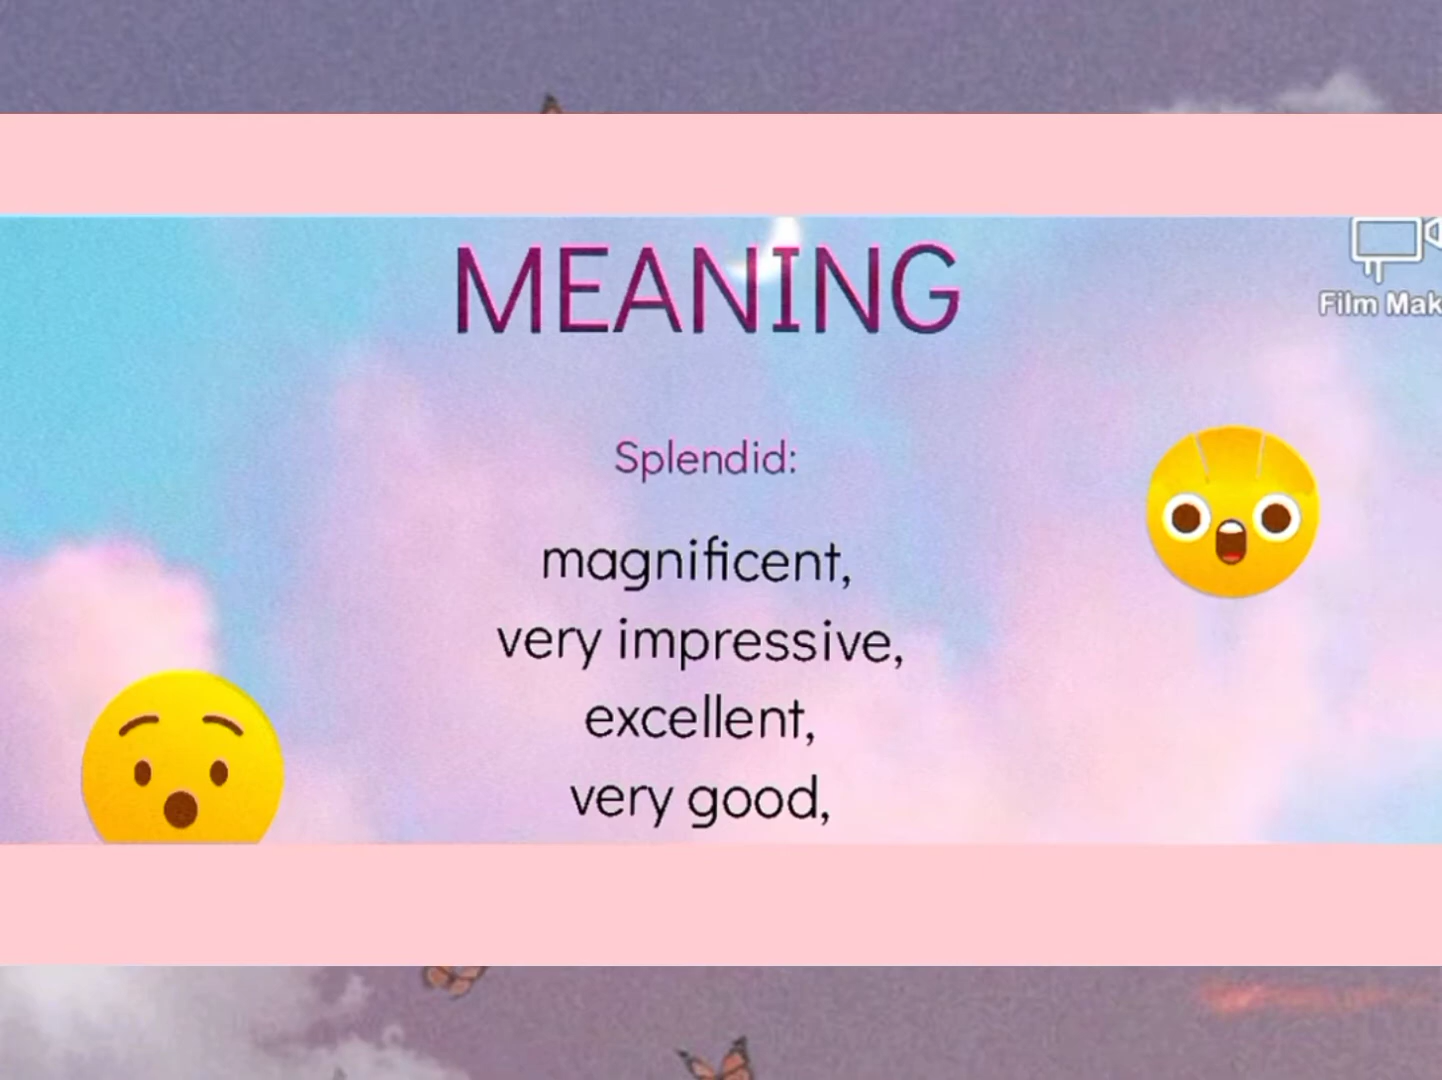 MEANING
Film Mak
Splendid:
magnificent,
very impressive,
excellent,
very good,